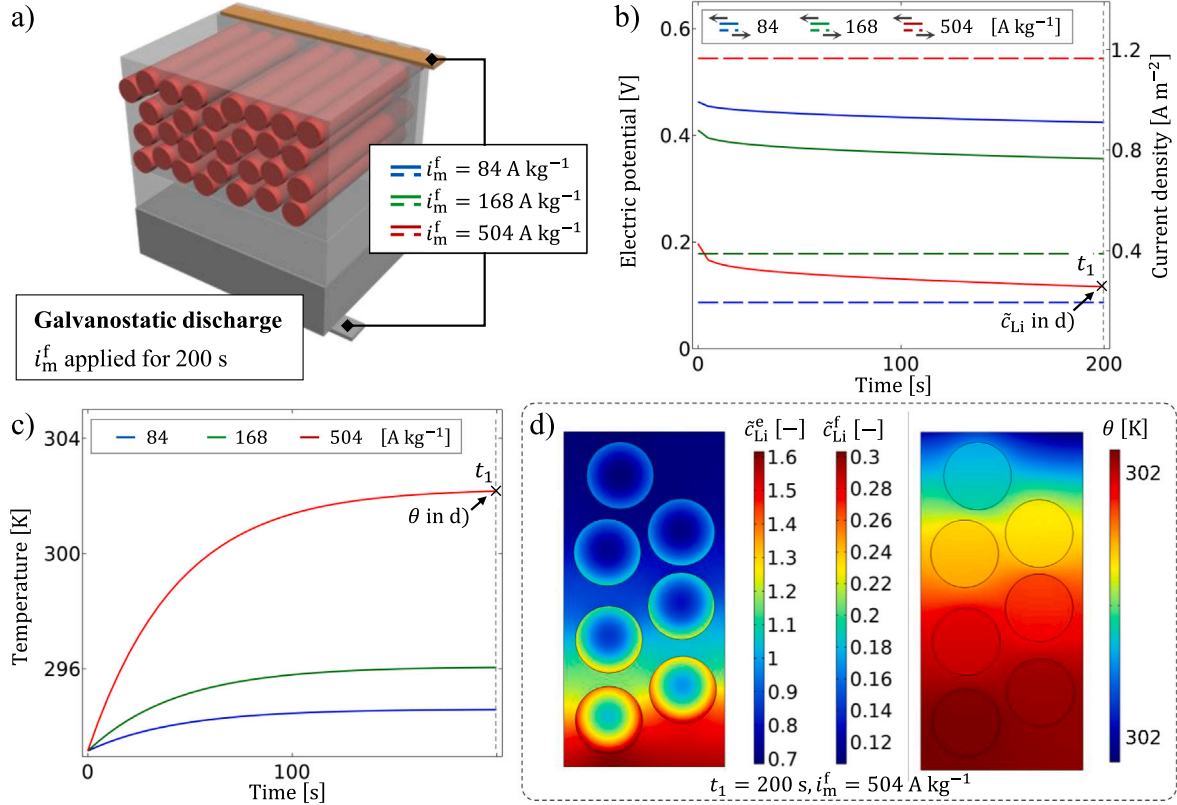 a)
i_m^f = 84 A kg⁻¹
i_m^f = 168 A kg⁻¹
i_m^f = 504 A kg⁻¹
Galvanostatic discharge
i_m^f applied for 200 s
b)
84 168 504 [A kg⁻¹]
Electric potential [V]
0.6
0.4
0.2
0
Current density [A m⁻²]
1.2
0.8
0.4
t₁
c̃_Li in d)
0 100 200
Time [s]
c)
84 168 504 [A kg⁻¹]
Temperature [K]
304
300
296
t₁
θ in d)
0 100
Time [s]
d)
c̃_Li^e [−] c̃_Li^f [−] θ [K]
1.6 0.3
1.5 0.28
1.4 0.26
1.3 0.24
1.2 0.22
1.1 0.2
1 0.18
0.9 0.16
0.8 0.14
0.7 0.12
302
302
t₁ = 200 s, i_m^f = 504 A kg⁻¹